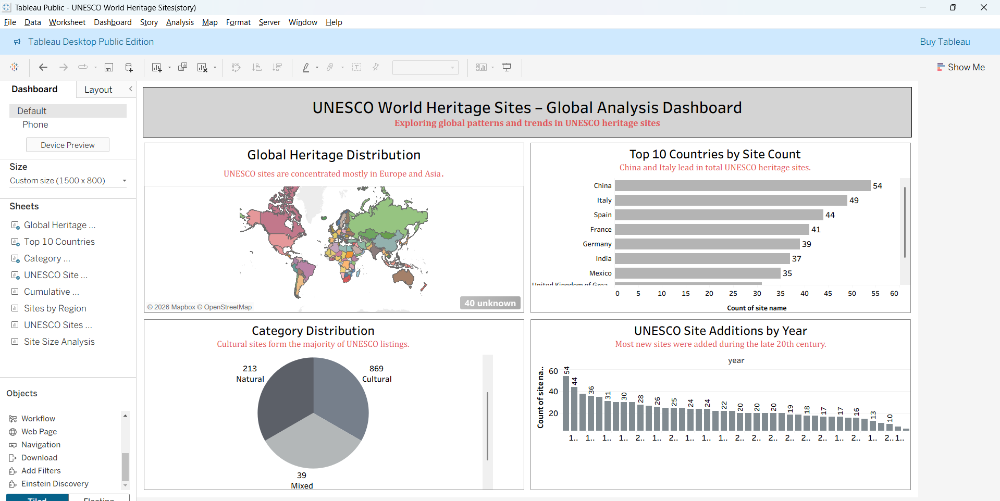 Tableau Public - UNESCO World Heritage Sites(story)
File Data Worksheet Dashboard Story Analysis Map Format Server Window Help
Tableau Desktop Public Edition
Buy Tableau
Show Me
Dashboard
Layout
Default
Phone
Device Preview
Size
Custom size (1500 x 800)
Sheets
Global Heritage ...
Top 10 Countries
Category ...
UNESCO Site ...
Cumulative ...
Sites by Region
UNESCO Sites ...
Site Size Analysis
Objects
Workflow
Web Page
Navigation
Download
Add Filters
Einstein Discovery
Tiled
Floating
UNESCO World Heritage Sites – Global Analysis Dashboard
Exploring global patterns and trends in UNESCO heritage sites
Global Heritage Distribution
UNESCO sites are concentrated mostly in Europe and Asia.
© 2026 Mapbox © OpenStreetMap
40 unknown
Top 10 Countries by Site Count
China and Italy lead in total UNESCO heritage sites.
China 54
Italy 49
Spain 44
France 41
Germany 39
India 37
Mexico 35
United Kingdom of Grea..
0 5 10 15 20 25 30 35 40 45 50 55 60
Count of site name
Category Distribution
Cultural sites form the majority of UNESCO listings.
213
Natural
869
Cultural
39
Mixed
UNESCO Site Additions by Year
Most new sites were added during the late 20th century.
year
Count of site na..
60
40
20
54 44 36 31 30 28 26 25 24 24 22 20 20 20 19 18 17 17 16 13 10
1.. 1.. 1.. 1.. 2.. 1.. 2.. 1.. 1.. 1.. 2.. 2.. 2.. 2.. 2.. 2.. 1.. 2.. 1.. 2.. 1..